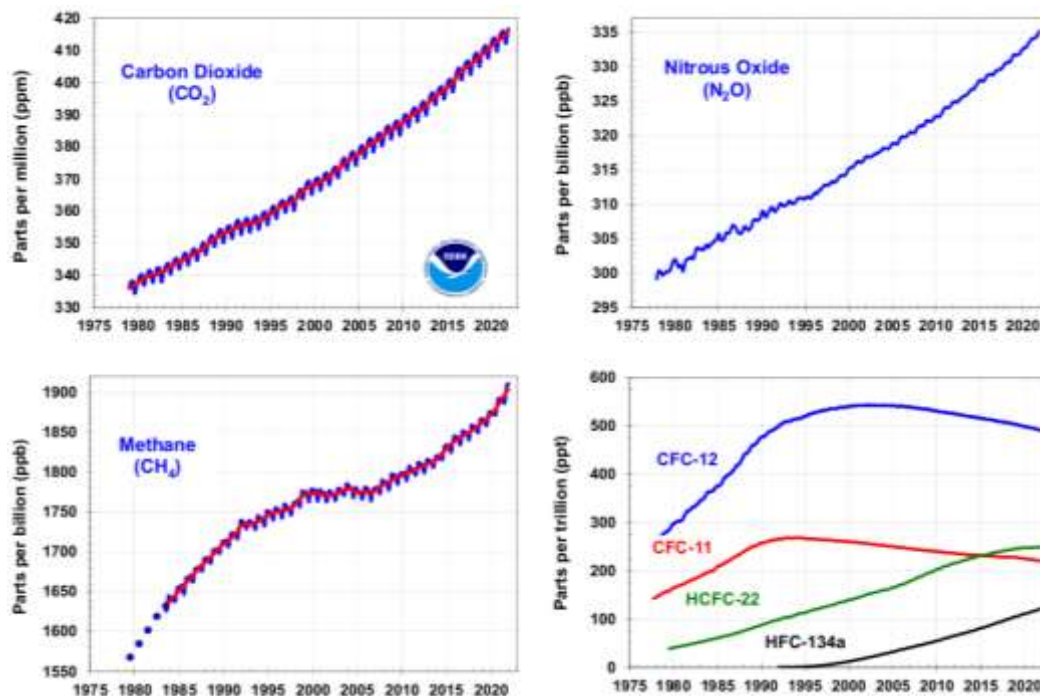 420
410
400
390
380
370
360
350
340
330
Parts per million (ppm)
Carbon Dioxide
(CO₂)
1975 1980 1985 1990 1995 2000 2005 2010 2015 2020
335
330
325
320
315
310
305
300
295
Parts per billion (ppb)
Nitrous Oxide
(N₂O)
1975 1980 1985 1990 1995 2000 2005 2010 2015 2020
1900
1850
1800
1750
1700
1650
1600
1550
Parts per billion (ppb)
Methane
(CH₄)
1975 1980 1985 1990 1995 2000 2005 2010 2015 2020
600
500
400
300
200
100
0
Parts per trillion (ppt)
CFC-12
CFC-11
HCFC-22
HFC-134a
1975 1980 1985 1990 1995 2000 2005 2010 2015 2020